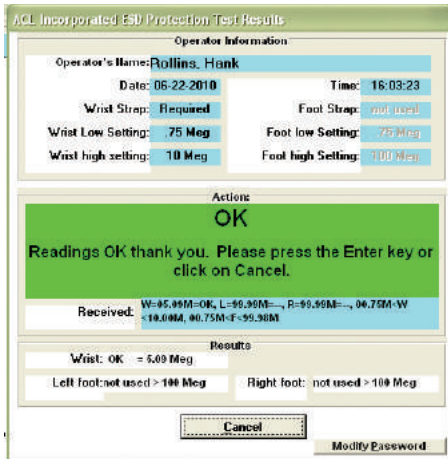 ACL Incorporated ESD Protection Test Results
Operator Information
Operator's Name: Rollins, Hank
Date: 06-22-2010 Time: 16:03:23
Wrist Strap: Required Foot Strap: not used
Wrist Low Setting: .75 Meg Foot low Setting: .75 Meg
Wrist high setting: 10 Meg Foot high Setting: 100 Meg
Action:
OK
Readings OK thank you. Please press the Enter key or
click on Cancel.
Received: W=05.09M=OK, L=99.99M=--, R=99.99M=--, 00.75M<W
<10.00M, 00.75M<F<99.98M
Results
Wrist: OK = 5.09 Meg
Left foot: not used > 100 Meg Right foot: not used > 100 Meg
Cancel
Modify Password